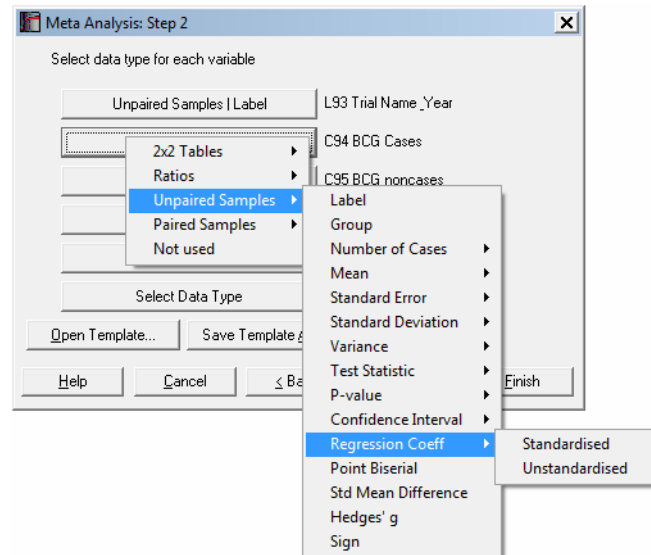 Meta Analysis: Step 2
Select data type for each variable
Unpaired Samples | Label
L93 Trial Name_Year
C94 BCG Cases
C95 BCG noncases
2x2 Tables
Ratios
Unpaired Samples
Paired Samples
Not used
Label
Group
Number of Cases
Mean
Standard Error
Standard Deviation
Variance
Test Statistic
P-value
Confidence Interval
Regression Coeff
Point Biserial
Std Mean Difference
Hedges' g
Sign
Standardised
Unstandardised
Select Data Type
Open Template...
Save Template
Help
Cancel
< Ba
Finish